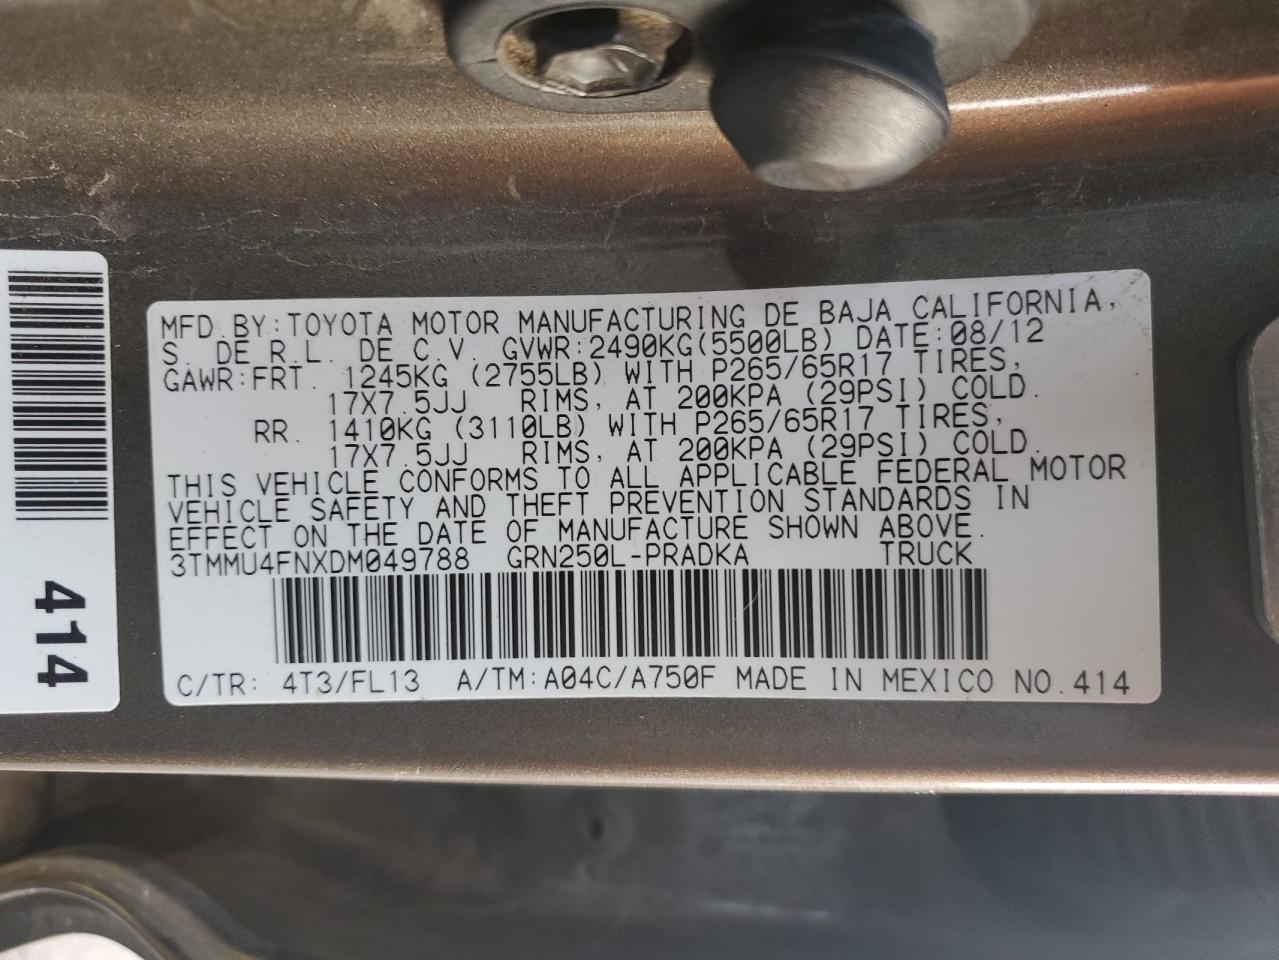 MFD.BY:TOYOTA MOTOR MANUFACTURING DE BAJA CALIFORNIA,
S. DE R.L. DE C.V. GVWR:2490KG(5500LB) DATE:08/12
GAWR:FRT. 1245KG (2755LB) WITH P265/65R17 TIRES,
17X7.5JJ RIMS, AT 200KPA (29PSI) COLD.
RR. 1410KG (3110LB) WITH P265/65R17 TIRES,
17X7.5JJ RIMS, AT 200KPA (29PSI) COLD.
THIS VEHICLE CONFORMS TO ALL APPLICABLE FEDERAL MOTOR
VEHICLE SAFETY AND THEFT PREVENTION STANDARDS IN
EFFECT ON THE DATE OF MANUFACTURE SHOWN ABOVE.
3TMMU4FNXDM049788 GRN250L-PRADKA TRUCK
C/TR: 4T3/FL13 A/TM:A04C/A750F MADE IN MEXICO NO.414
414